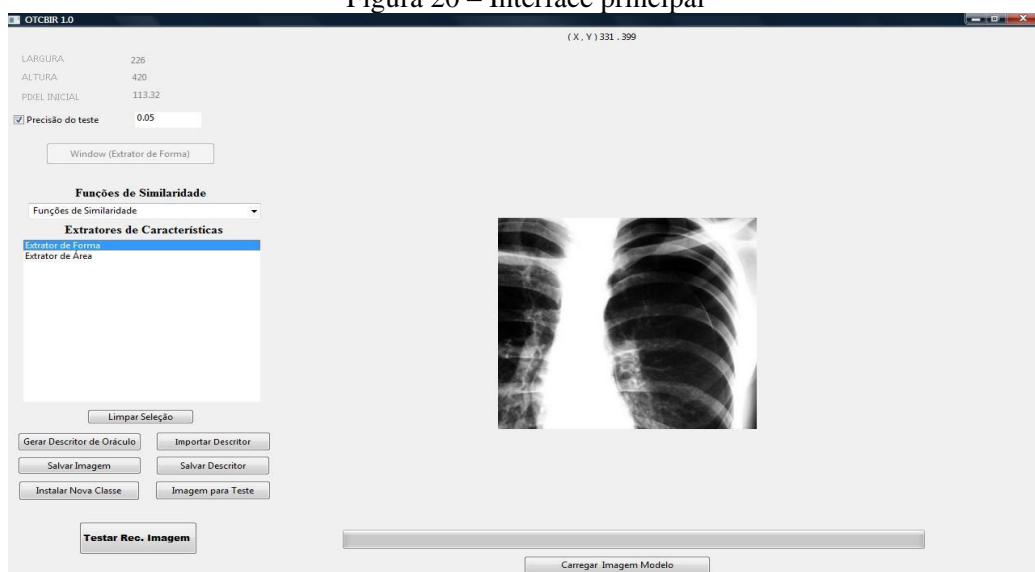 Figura 20 – Interface principal
OTCBIR 1.0
( X , Y ) 331 . 399
LARGURA 226
ALTURA 420
PIXEL INICIAL 113.32
Precisão do teste 0.05
Window (Extrator de Forma)
Funções de Similaridade
Funções de Similaridade
Extratores de Características
Extrator de Forma
Extrator de Área
Limpar Seleção
Gerar Descritor de Oráculo Importar Descritor
Salvar Imagem Salvar Descritor
Instalar Nova Classe Imagem para Teste
Testar Rec. Imagem
Carregar Imagem Modelo